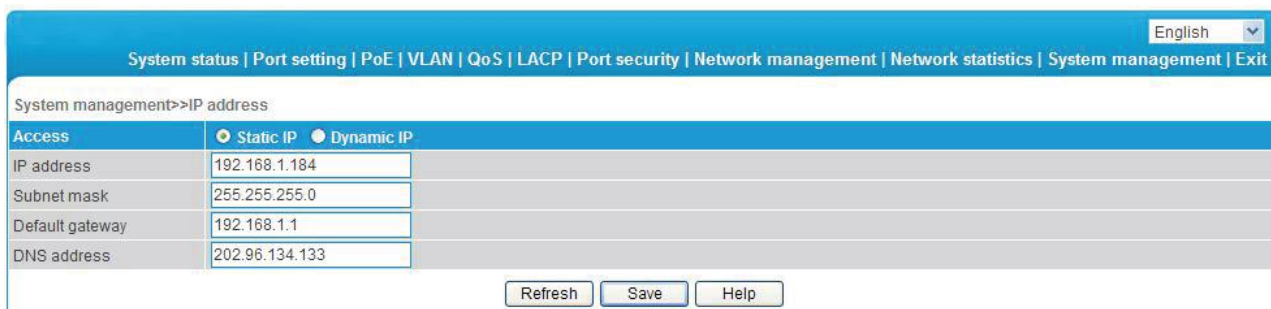 English
System status | Port setting | PoE | VLAN | QoS | LACP | Port security | Network management | Network statistics | System management | Exit
System management>>IP address
Access Static IP Dynamic IP
IP address 192.168.1.184
Subnet mask 255.255.255.0
Default gateway 192.168.1.1
DNS address 202.96.134.133
Refresh Save Help